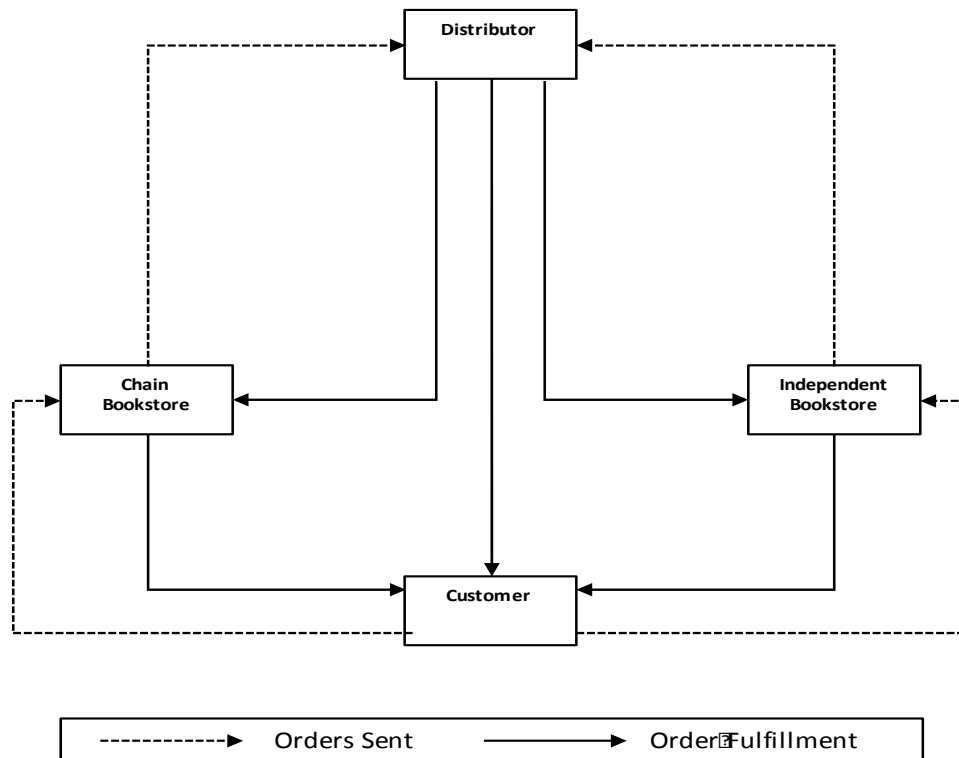 Distributor
Chain
Bookstore
Independent
Bookstore
Customer
Orders Sent
Order Fulfillment